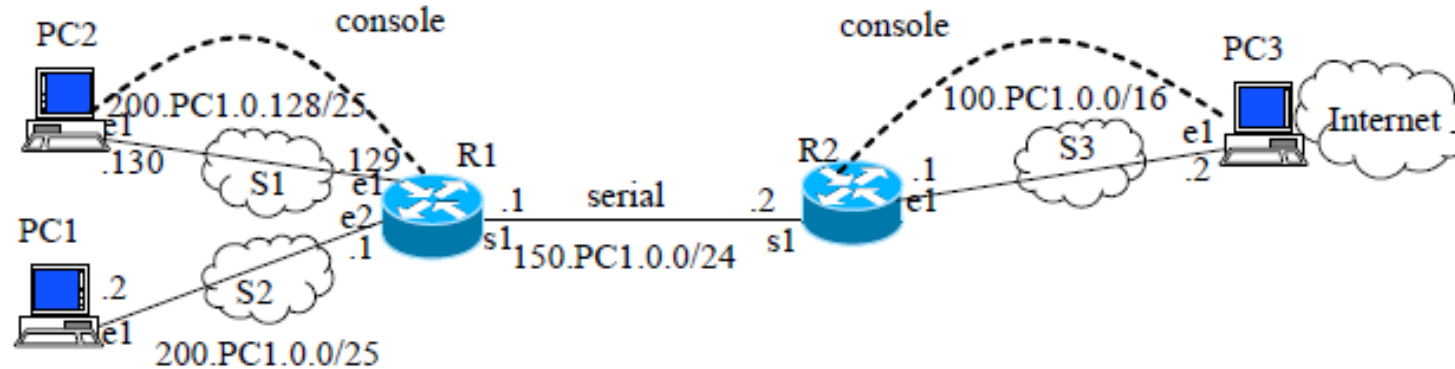 console
console
PC2
PC3
200.PC1.0.128/25
100.PC1.0.0/16
Internet
e1
e1
.130
.129
R1
R2
S3
.1
.2
S1
e1
e1
PC1
e2
.1
serial
.2
.1
s1
s1
150.PC1.0.0/24
.2
S2
e1
200.PC1.0.0/25